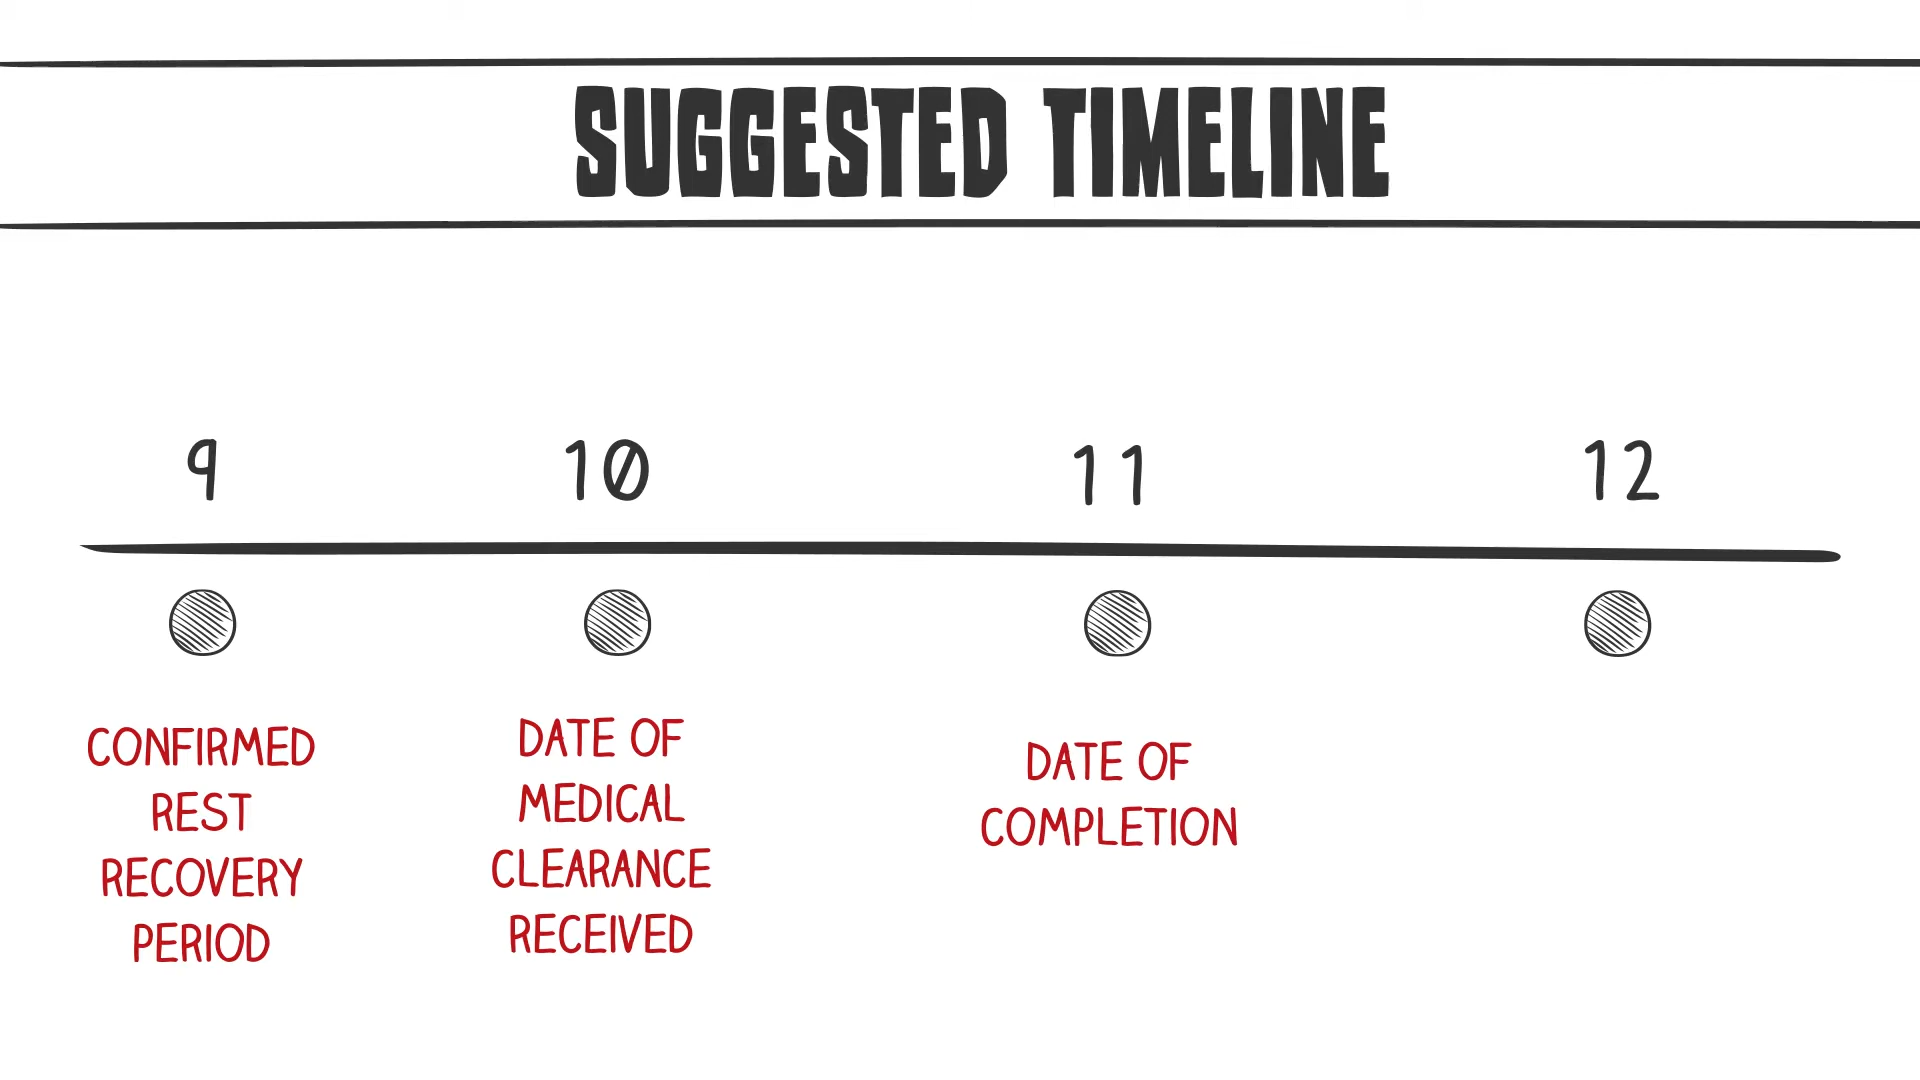 SUGGESTED TIMELINE
9 10 11 12
CONFIRMED
REST
RECOVERY
PERIOD
DATE OF
MEDICAL
CLEARANCE
RECEIVED
DATE OF
COMPLETION